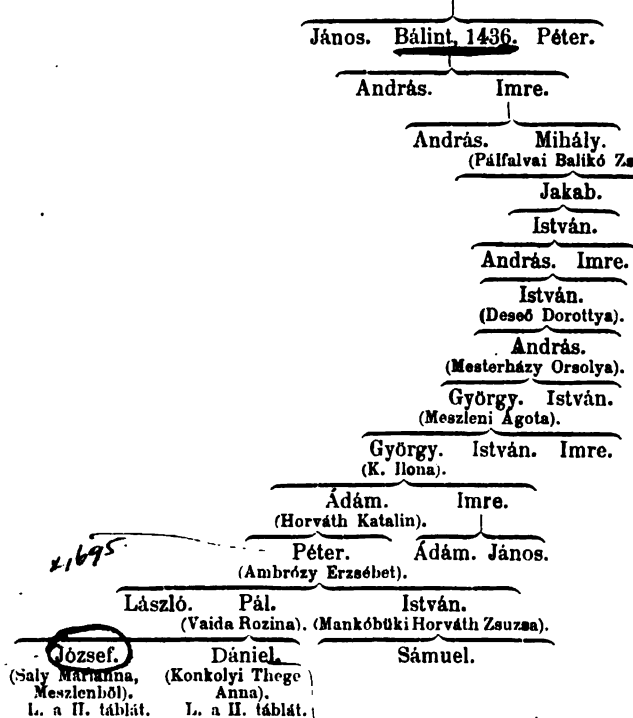 János. Bálint, 1436. Péter.
András. Imre.
András. Mihály.
(Pálfalvai Balikó Zs
Jakab.
István.
András. Imre.
István.
(Deseő Dorottya).
András.
(Mesterházy Orsolya).
György. István.
(Meszleni Ágota).
György. István. Imre.
(K. Ilona).
Ádám. Imre.
(Horváth Katalin).
1695.
Péter. Ádám. János.
(Ambrózy Erzsébet).
László. Pál. István.
(Vaida Rozina). (Mankóbüki Horváth Zsuzsa).
József. Dániel. Sámuel.
(Saly Marianna, (Konkolyi Thege
Meszlenből). Anna).
L. a II. táblát. L. a II. táblát.